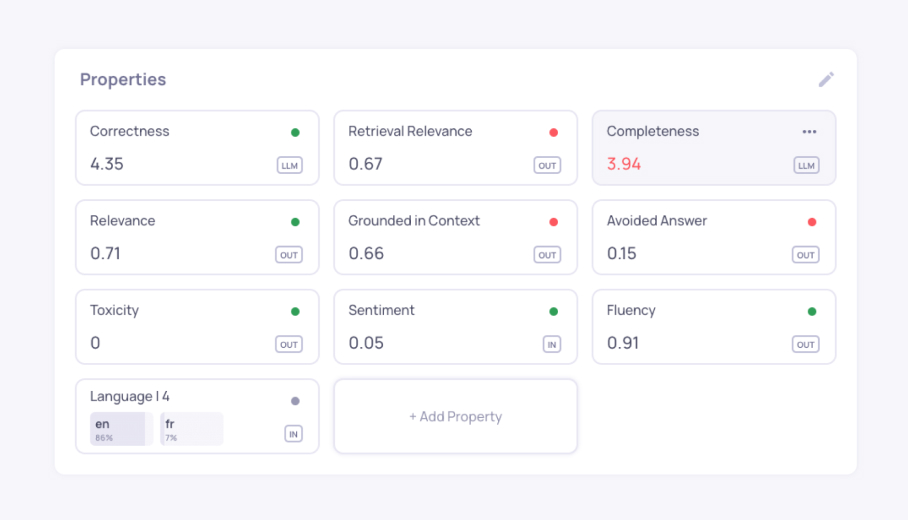 Properties
Correctness
4.35
LLM
Retrieval Relevance
0.67
OUT
Completeness
3.94
LLM
Relevance
0.71
OUT
Grounded in Context
0.66
OUT
Avoided Answer
0.15
OUT
Toxicity
0
OUT
Sentiment
0.05
IN
Fluency
0.91
OUT
Language | 4
en
86%
fr
7%
IN
+ Add Property